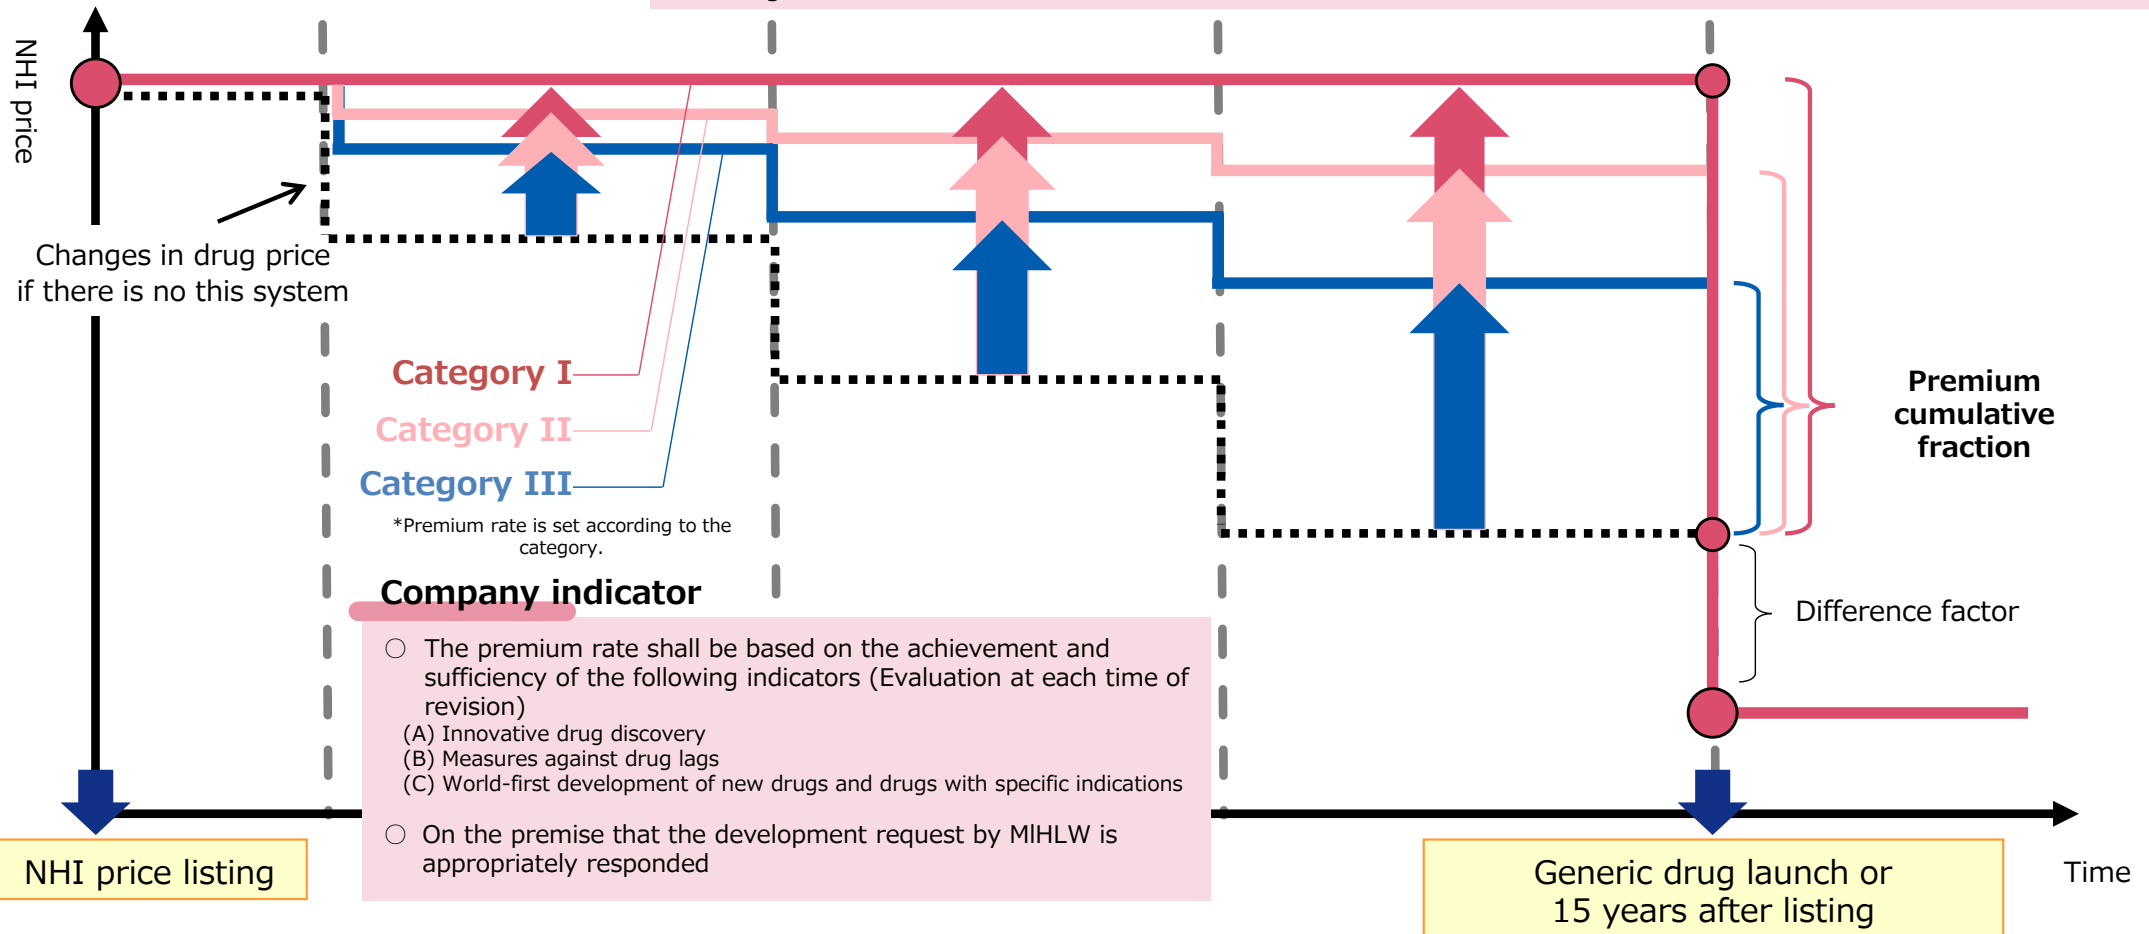 NHI price
Changes in drug price
if there is no this system
Category I
Category II
Category III
*Premium rate is set according to the
category.
Premium
cumulative
fraction
Difference factor
Company indicator
○ The premium rate shall be based on the achievement and
sufficiency of the following indicators (Evaluation at each time of
revision)
(A) Innovative drug discovery
(B) Measures against drug lags
(C) World-first development of new drugs and drugs with specific indications
○ On the premise that the development request by MlHLW is
appropriately responded
NHI price listing
Generic drug launch or
15 years after listing
Time